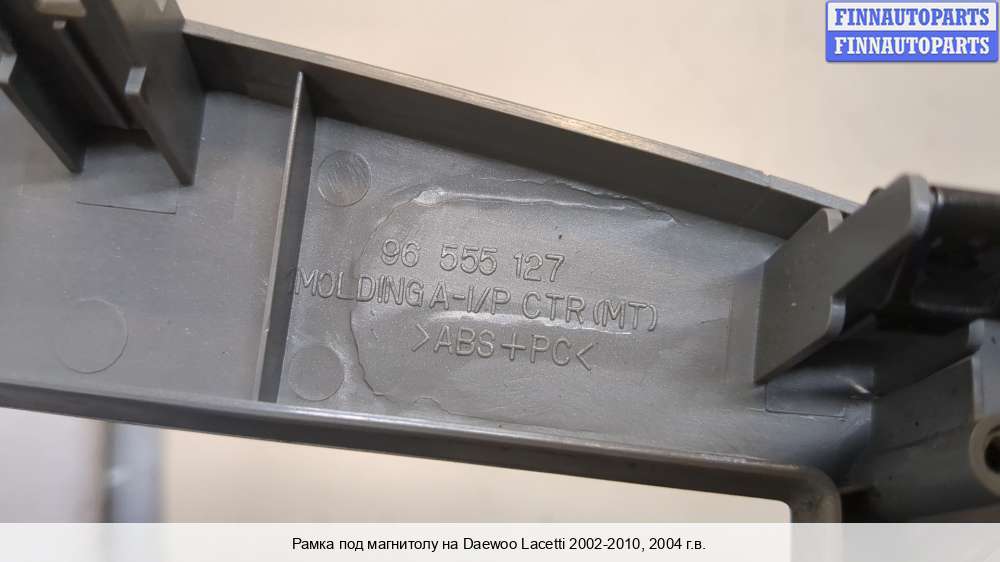 FINNAUTOPARTS
FINNAUTOPARTS
96 555 127
MOLDING A-I/P CTR (MT)
>ABS+PC<
Рамка под магнитолу на Daewoo Lacetti 2002-2010, 2004 г.в.